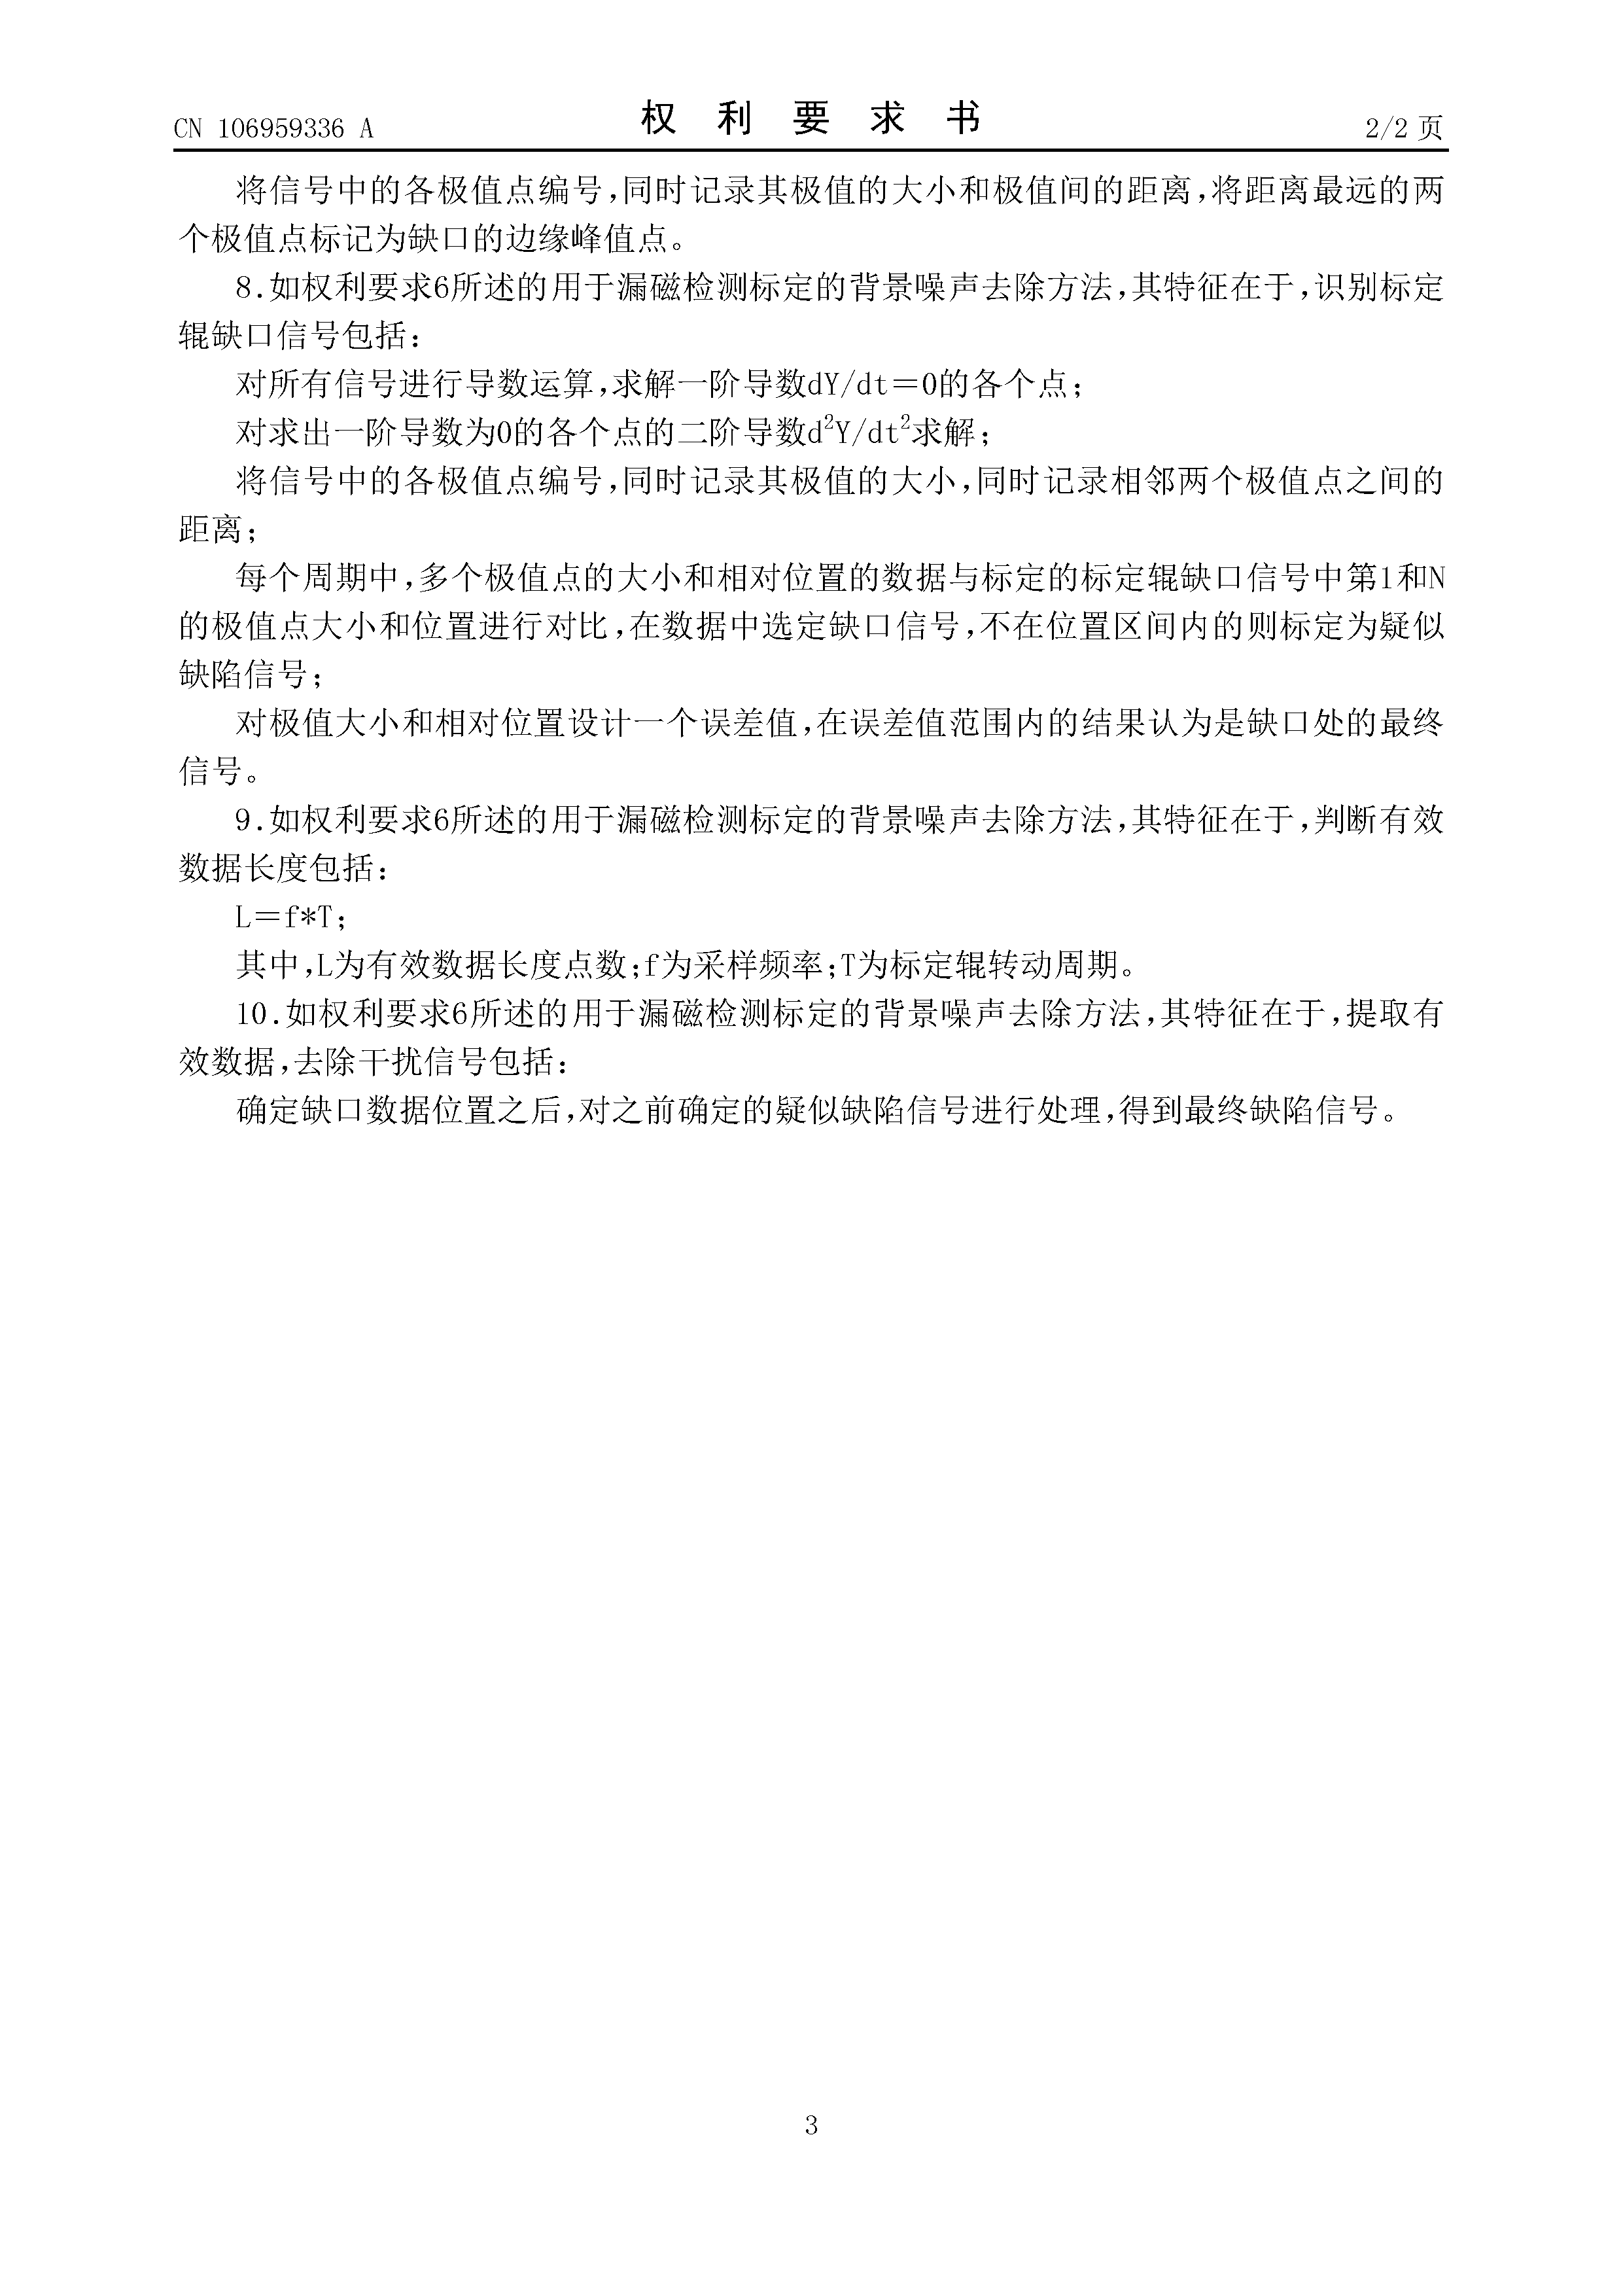 CN 106959336 A
权利要求书
2/2 页
将信号中的各极值点编号,同时记录其极值的大小和极值间的距离,将距离最远的两
个极值点标记为缺口的边缘峰值点。
8.如权利要求6所述的用于漏磁检测标定的背景噪声去除方法,其特征在于,识别标定
辊缺口信号包括:
对所有信号进行导数运算,求解一阶导数dY/dt=0的各个点;
对求出一阶导数为0的各个点的二阶导数d²Y/dt²求解;
将信号中的各极值点编号,同时记录其极值的大小,同时记录相邻两个极值点之间的
距离;
每个周期中,多个极值点的大小和相对位置的数据与标定的标定辊缺口信号中第1和N
的极值点大小和位置进行对比,在数据中选定缺口信号,不在位置区间内的则标定为疑似
缺陷信号;
对极值大小和相对位置设计一个误差值,在误差值范围内的结果认为是缺口处的最终
信号。
9.如权利要求6所述的用于漏磁检测标定的背景噪声去除方法,其特征在于,判断有效
数据长度包括:
L=f*T;
其中,L为有效数据长度点数;f为采样频率;T为标定辊转动周期。
10.如权利要求6所述的用于漏磁检测标定的背景噪声去除方法,其特征在于,提取有
效数据,去除干扰信号包括:
确定缺口数据位置之后,对之前确定的疑似缺陷信号进行处理,得到最终缺陷信号。
3